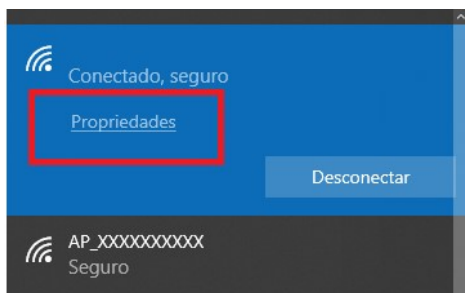 Conectado, seguro
Propriedades
Desconectar
AP_XXXXXXXXXX
Seguro